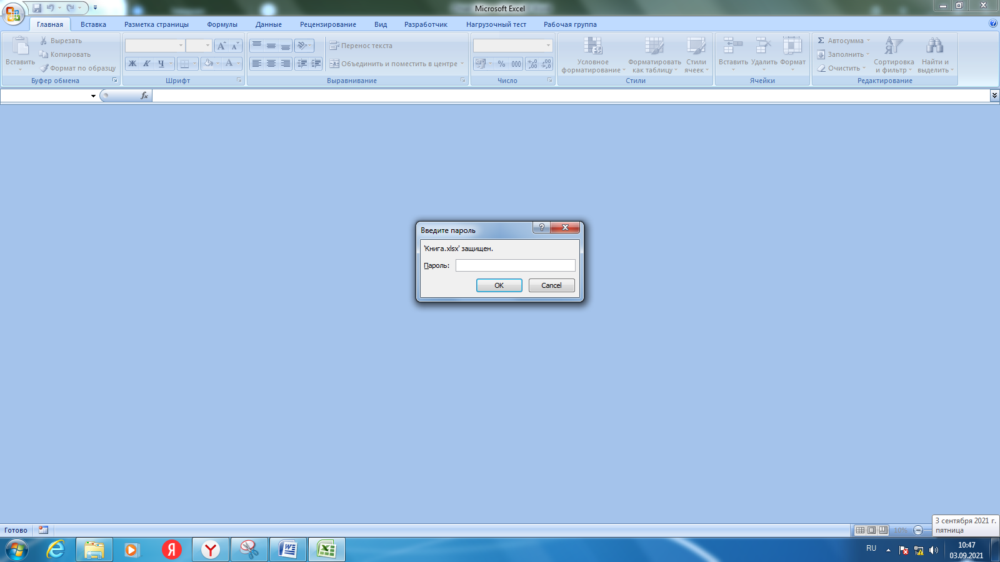 Microsoft Excel
Главная Вставка Разметка страницы Формулы Данные Рецензирование Вид Разработчик Нагрузочный тест Рабочая группа
Вставить
Вырезать
Копировать
Формат по образцу
Буфер обмена
Ж К Ч А
Шрифт
Перенос текста
Объединить и поместить в центре
Выравнивание
% 000
Число
Условное форматирование
Форматировать как таблицу
Стили ячеек
Стили
Вставить Удалить Формат
Ячейки
Σ Автосумма
Заполнить
Очистить
Сортировка и фильтр
Найти и выделить
Редактирование
fx
Введите пароль
'Книга.xlsx' защищен.
Пароль:
OK Cancel
Готово
10%
3 сентября 2021 г.
пятница
RU
10:47
03.09.2021